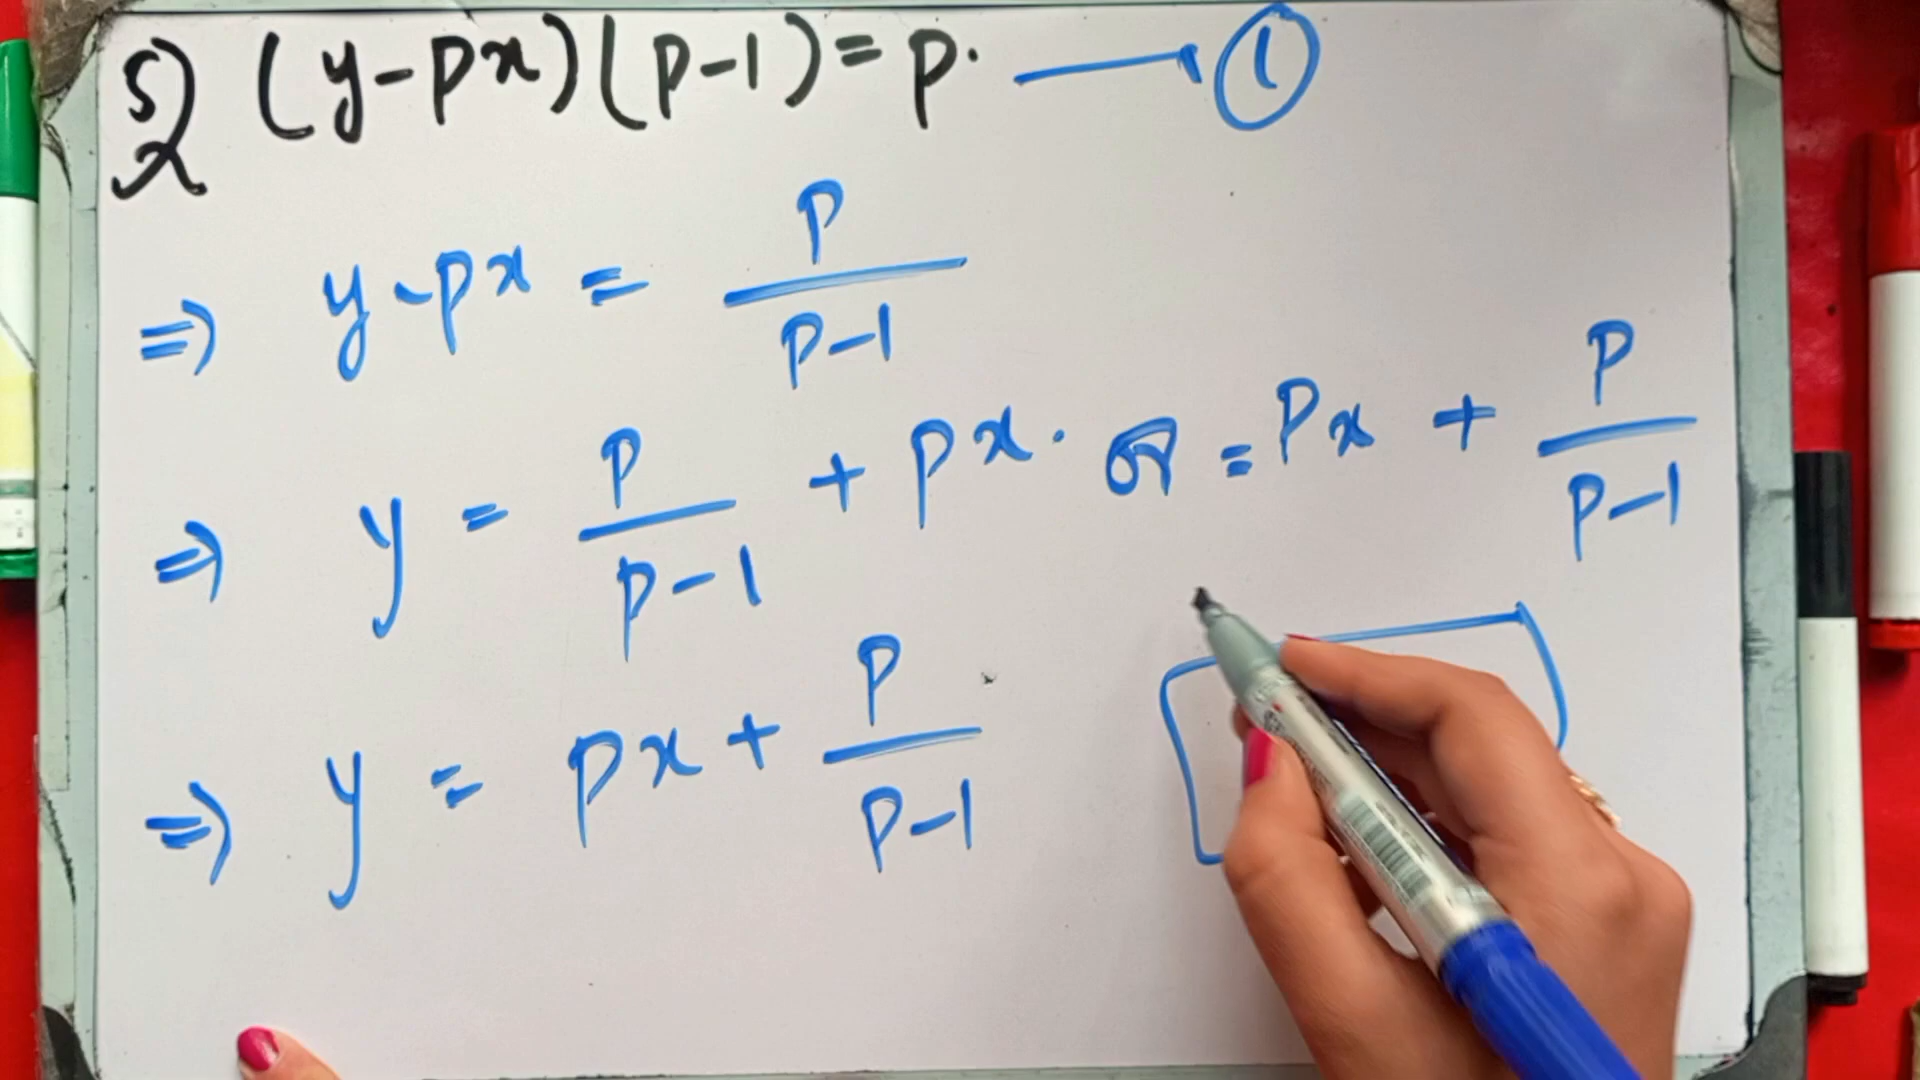 5) (y-px)(p-1)=p. → ①
⇒ y-px = p/(p-1)
⇒ y = p/(p-1) + px. or = px + p/(p-1)
⇒ y = px + p/(p-1)